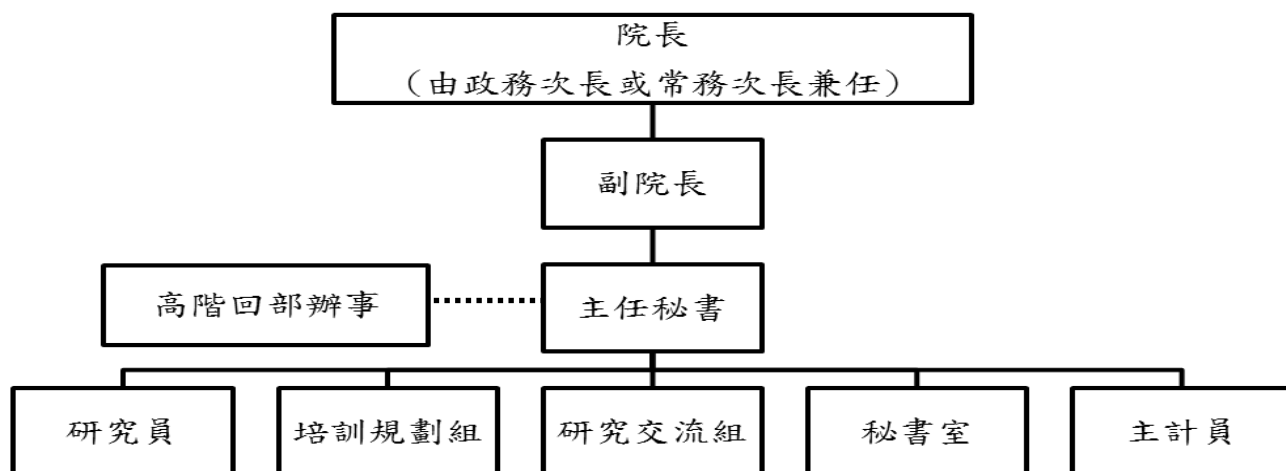 院長
(由政務次長或常務次長兼任)
副院長
高階回部辦事
主任秘書
研究員
培訓規劃組
研究交流組
秘書室
主計員